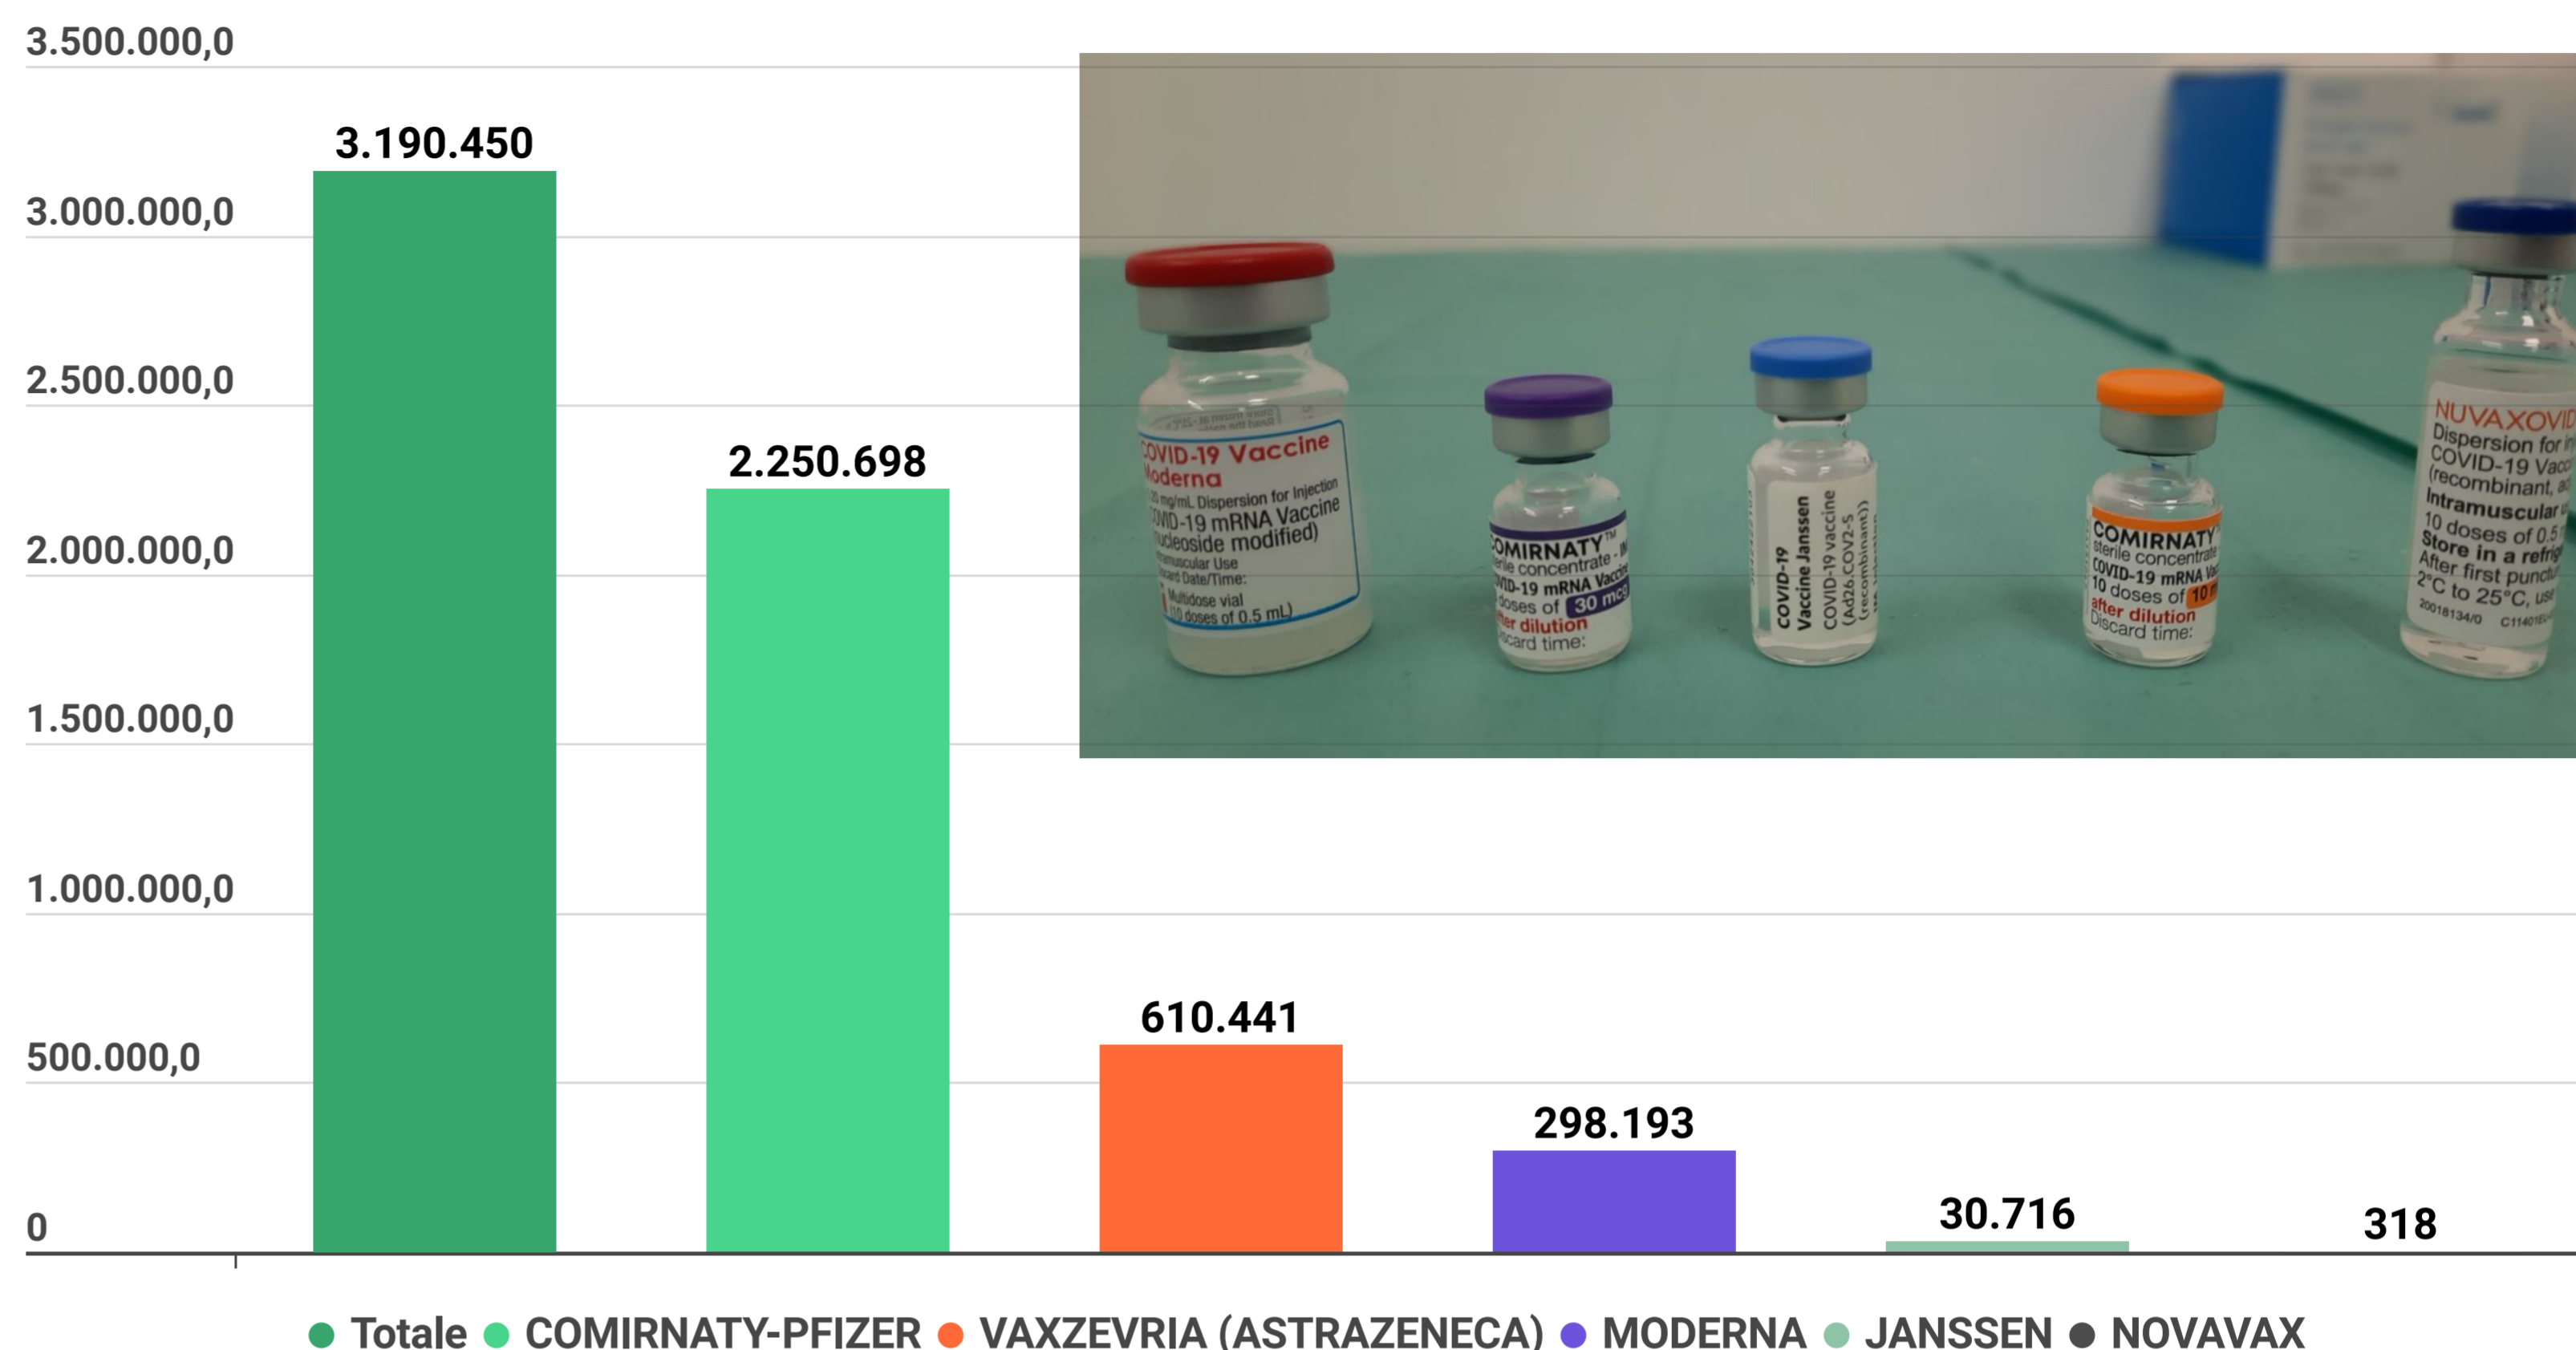 3.500.000,0
3.190.450
3.000.000,0
2.500.000,0
2.250.698
2.000.000,0
1.500.000,0
1.000.000,0
610.441
500.000,0
298.193
30.716
318
0
COVID-19 Vaccine
Moderna
mg/mL Dispersion for Injection
COVID-19 mRNA Vaccine
(nucleoside modified)
Intramuscular Use
Discard Date/Time:
Multidose vial
(10 doses of 0.5 mL)
COMIRNATY™
sterile concentrate
COVID-19 mRNA Vaccine
doses of 30 mcg
after dilution
Discard time:
COVID-19
Vaccine Janssen
COVID-19 vaccine
(Ad26.COV2-S
(recombinant))
COMIRNATY
sterile concentrate
COVID-19 mRNA
10 doses of 10
after dilution
Discard time:
NUVAXOVID
Dispersion for
COVID-19
(recombinant,
Intramuscular
10 doses of 0.5
Store in a
After first
2°C to 25°C,
20018134/0
Totale COMIRNATY-PFIZER VAXZEVRIA (ASTRAZENECA) MODERNA JANSSEN NOVAVAX